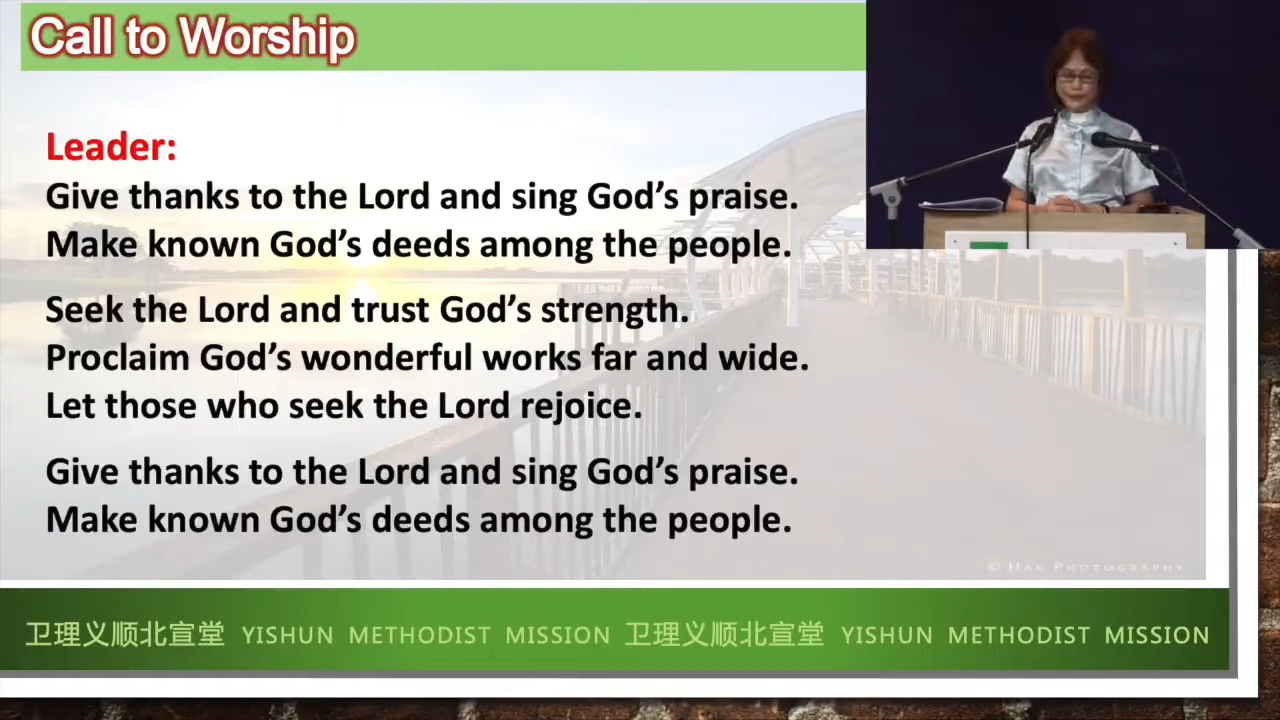 Call to Worship
Leader:
Give thanks to the Lord and sing God’s praise.
Make known God’s deeds among the people.
Seek the Lord and trust God’s strength.
Proclaim God’s wonderful works far and wide.
Let those who seek the Lord rejoice.
Give thanks to the Lord and sing God’s praise.
Make known God’s deeds among the people.
© HAK PHOTOGRAPHY
卫理义顺北宣堂 YISHUN METHODIST MISSION 卫理义顺北宣堂 YISHUN METHODIST MISSION